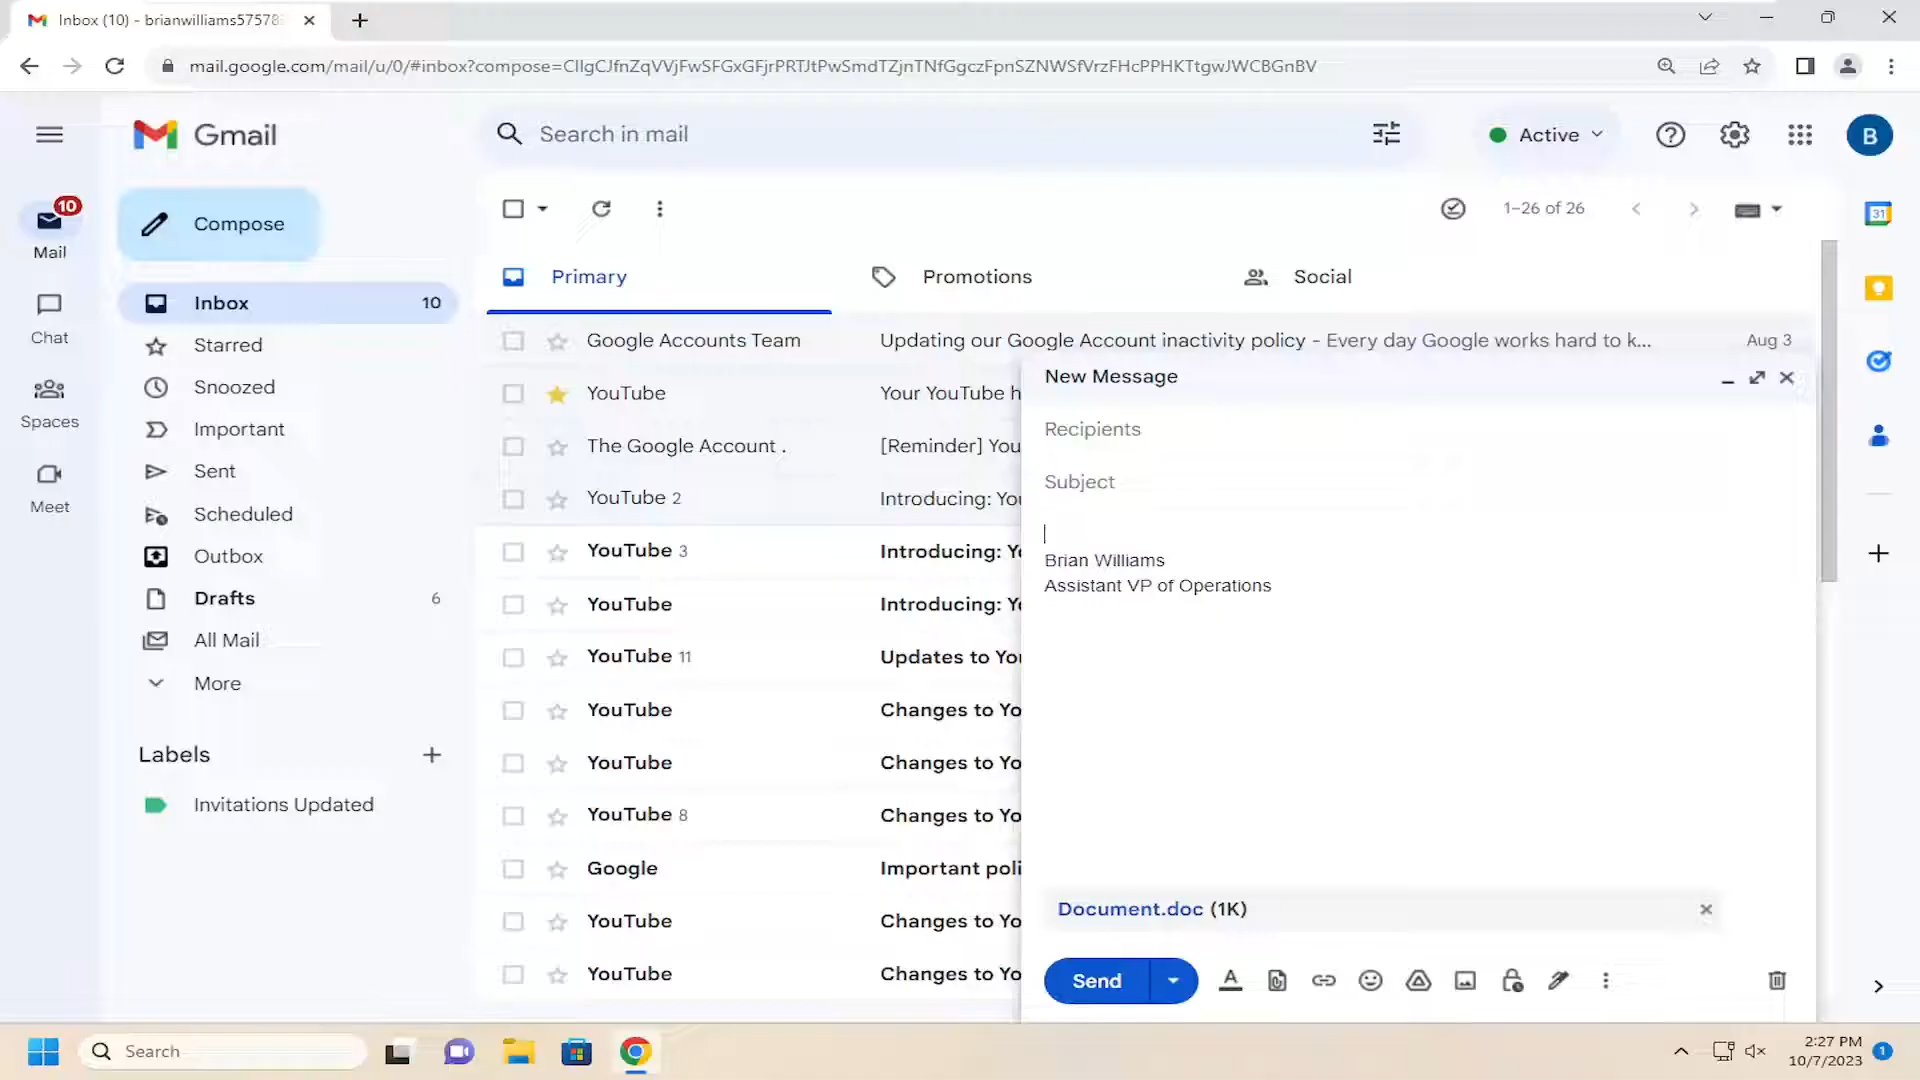 Inbox (10) - brianwilliams57578
mail.google.com/mail/u/0/#inbox?compose=
Gmail
Search in mail
Active
B
10
Mail
Chat
Spaces
Meet
Compose
Inbox 10
Starred
Snoozed
Important
Sent
Scheduled
Outbox
Drafts 6
All Mail
More
Labels
Invitations Updated
1–26 of 26
31
Primary
Promotions
Social
Google Accounts Team Updating our Google Account inactivity policy - Every day Google works hard to k... Aug 3
YouTube Your YouTube h
The Google Account . [Reminder] You
YouTube 2 Introducing: You
YouTube 3 Introducing: Yo
YouTube Introducing: Yo
YouTube 11 Updates to You
YouTube Changes to Yo
YouTube Changes to Yo
YouTube 8 Changes to Yo
Google Important poli
YouTube Changes to Yo
YouTube Changes to Yo
New Message
Recipients
Subject
Brian Williams
Assistant VP of Operations
Document.doc (1K)
Send
Search
2:27 PM
10/7/2023
1